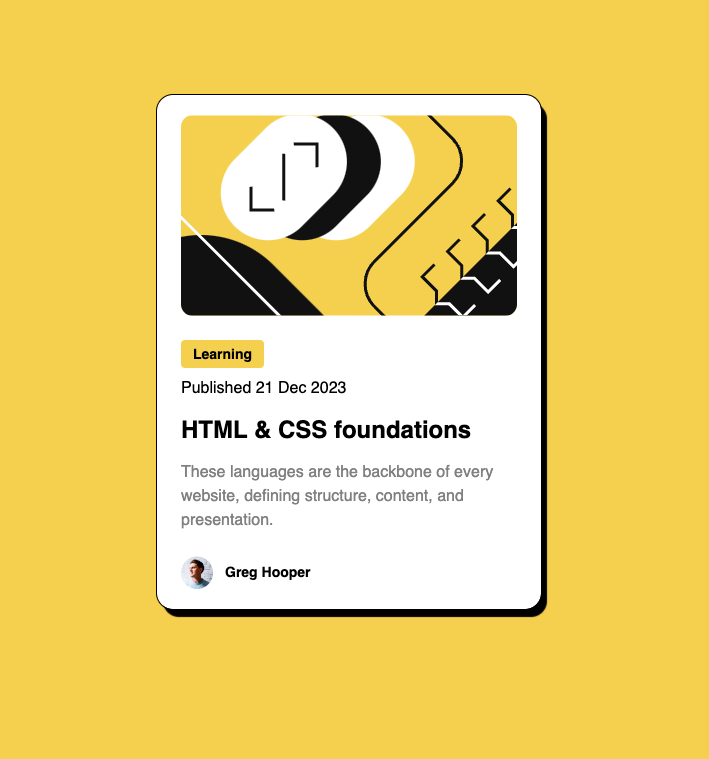 Learning
Published 21 Dec 2023
HTML & CSS foundations
These languages are the backbone of every
website, defining structure, content, and
presentation.
Greg Hooper